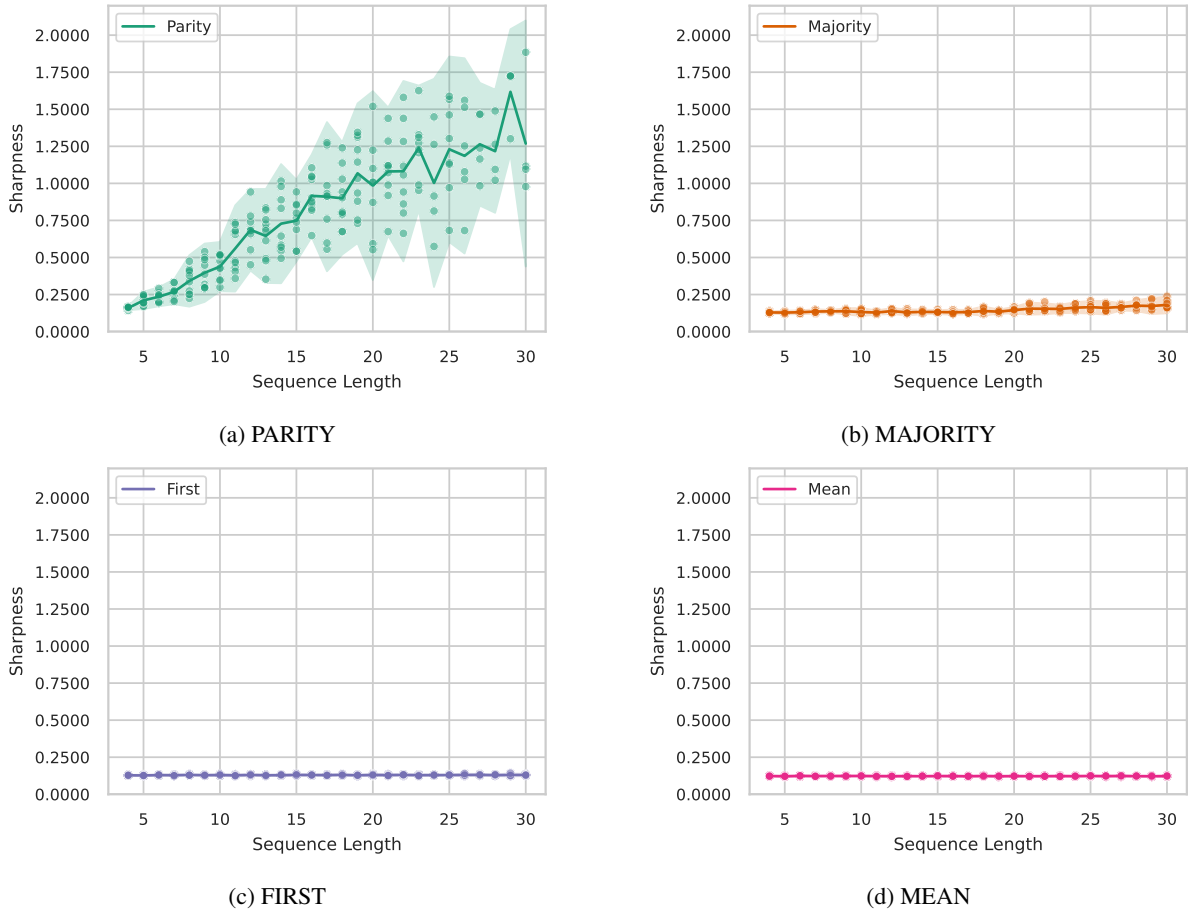 Parity
2.0000
1.7500
1.5000
1.2500
1.0000
0.7500
0.5000
0.2500
0.0000
Sharpness
5 10 15 20 25 30
Sequence Length
(a) PARITY
Majority
2.0000
1.7500
1.5000
1.2500
1.0000
0.7500
0.5000
0.2500
0.0000
Sharpness
5 10 15 20 25 30
Sequence Length
(b) MAJORITY
First
2.0000
1.7500
1.5000
1.2500
1.0000
0.7500
0.5000
0.2500
0.0000
Sharpness
5 10 15 20 25 30
Sequence Length
(c) FIRST
Mean
2.0000
1.7500
1.5000
1.2500
1.0000
0.7500
0.5000
0.2500
0.0000
Sharpness
5 10 15 20 25 30
Sequence Length
(d) MEAN